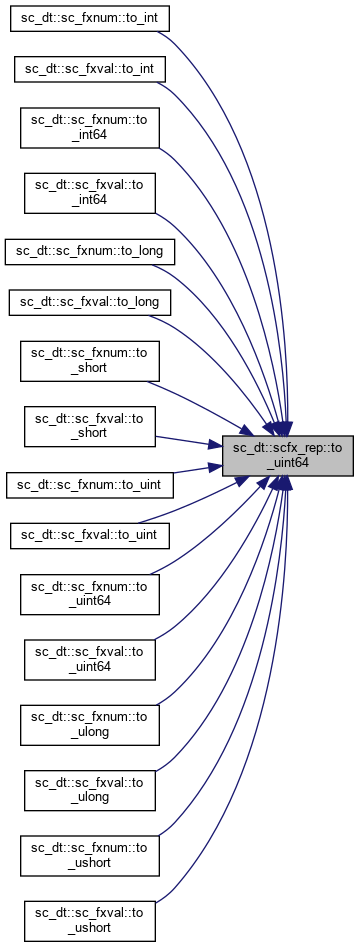 sc_dt::sc_fxnum::to_int
sc_dt::sc_fxval::to_int
sc_dt::sc_fxnum::to
_int64
sc_dt::sc_fxval::to
_int64
sc_dt::sc_fxnum::to_long
sc_dt::sc_fxval::to_long
sc_dt::sc_fxnum::to
_short
sc_dt::sc_fxval::to
_short
sc_dt::scfx_rep::to
_uint64
sc_dt::sc_fxnum::to_uint
sc_dt::sc_fxval::to_uint
sc_dt::sc_fxnum::to
_uint64
sc_dt::sc_fxval::to
_uint64
sc_dt::sc_fxnum::to
_ulong
sc_dt::sc_fxval::to
_ulong
sc_dt::sc_fxnum::to
_ushort
sc_dt::sc_fxval::to
_ushort